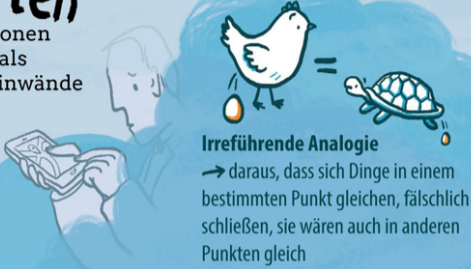 ten
onen
als
inwände
=
Irreführende Analogie
→ daraus, dass sich Dinge in einem
bestimmten Punkt gleichen, fälschlich
schließen, sie wären auch in anderen
Punkten gleich